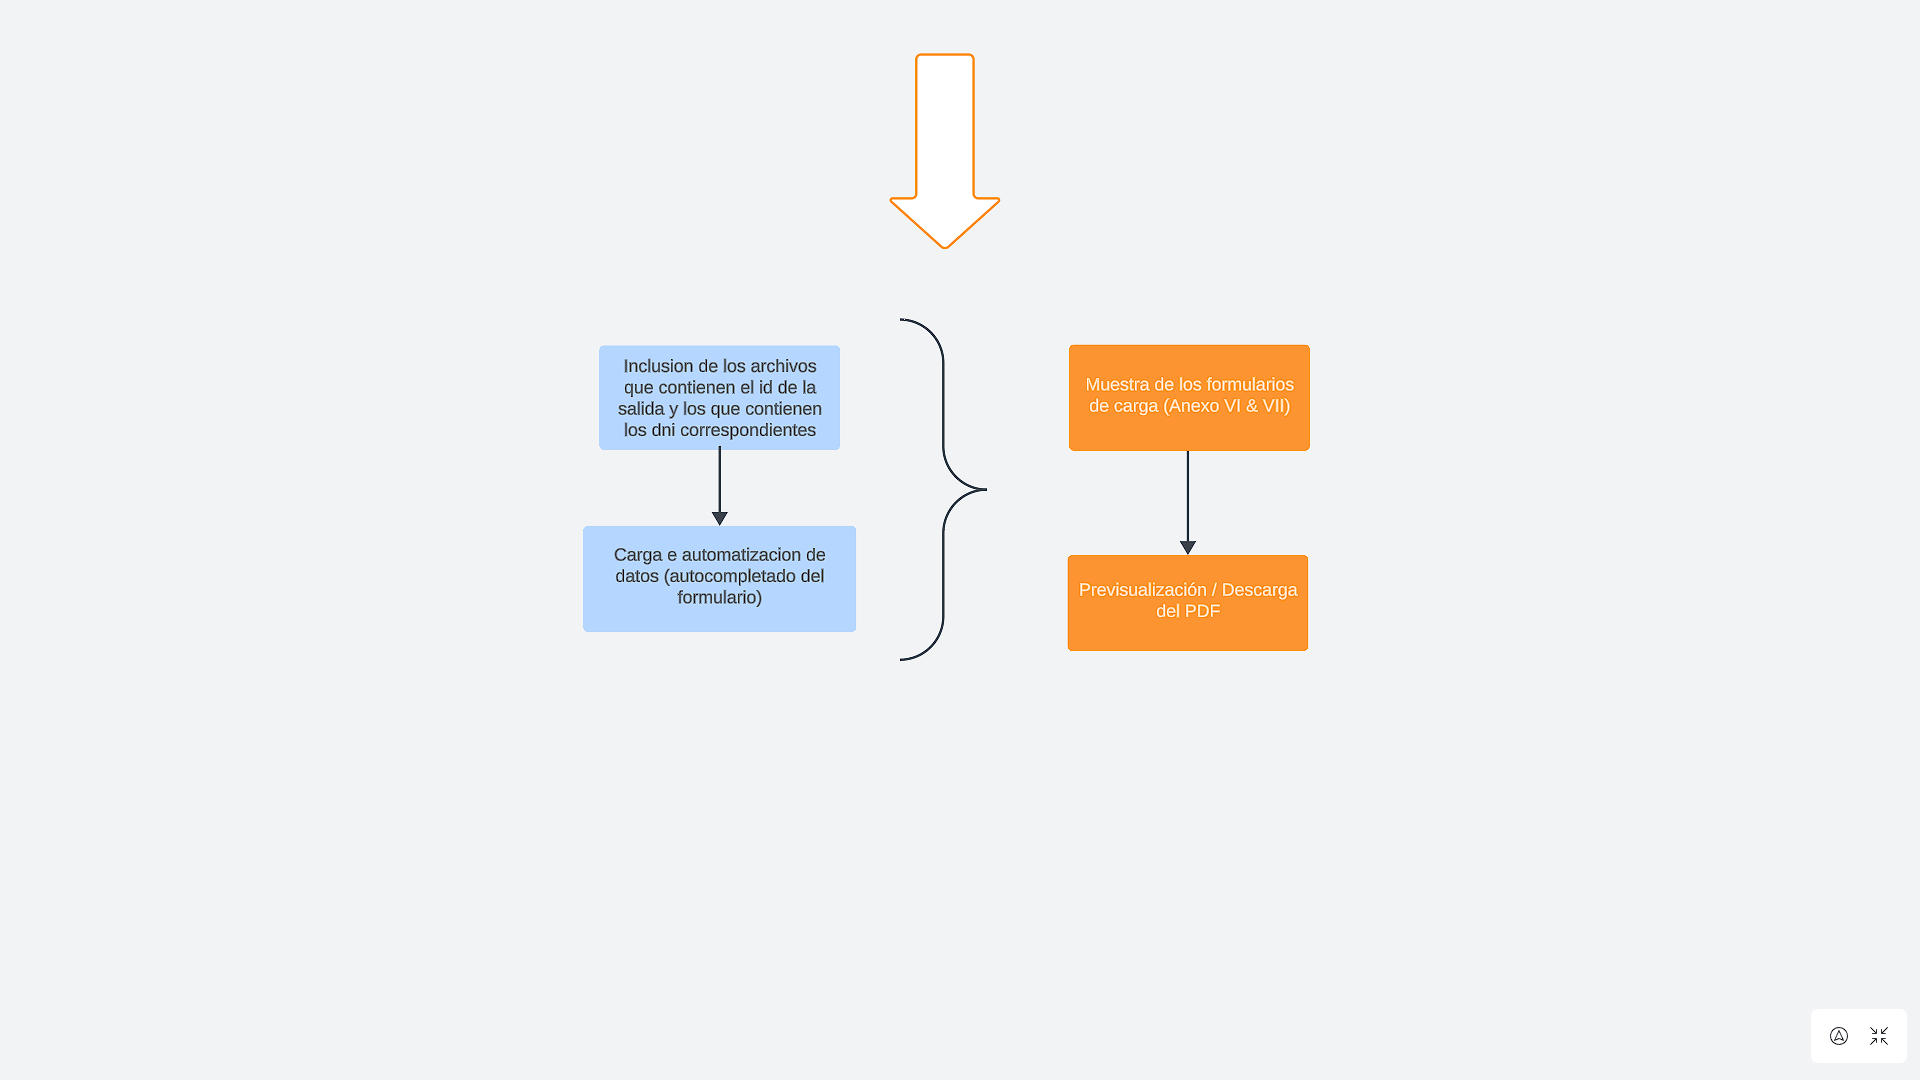 Inclusion de los archivos
que contienen el id de la
salida y los que contienen
los dni correspondientes
Carga e automatizacion de
datos (autocompletado del
formulario)
Muestra de los formularios
de carga (Anexo VI & VII)
Previsualización / Descarga
del PDF